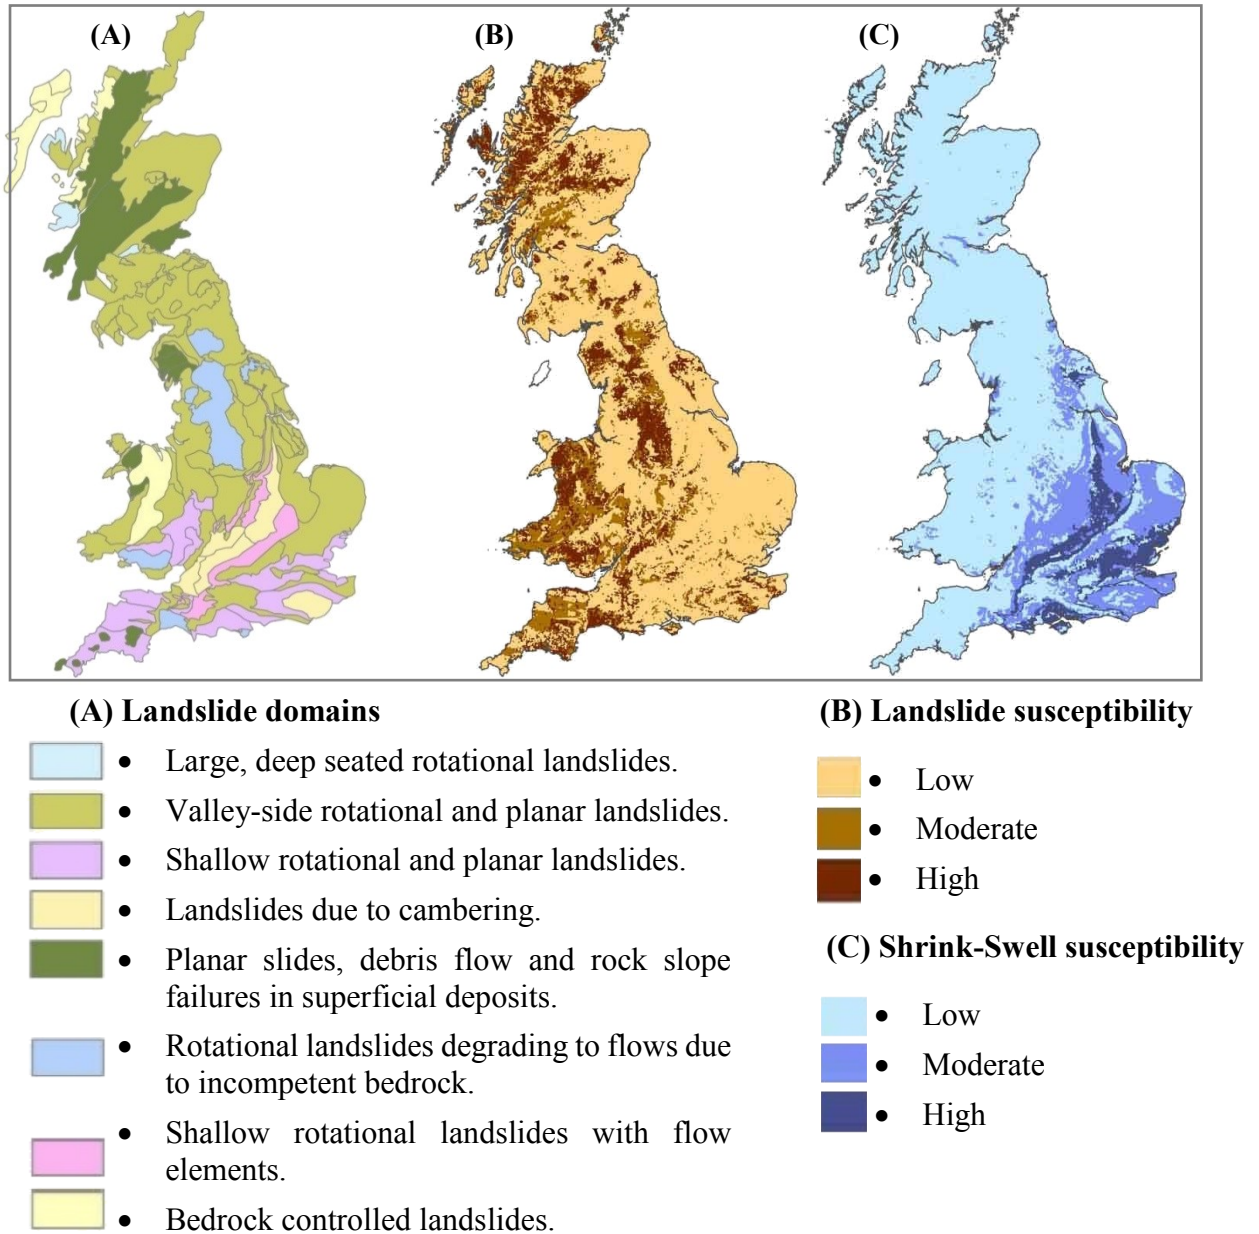 (A)
(B)
(C)
(A) Landslide domains
• Large, deep seated rotational landslides.
• Valley-side rotational and planar landslides.
• Shallow rotational and planar landslides.
• Landslides due to cambering.
• Planar slides, debris flow and rock slope
failures in superficial deposits.
• Rotational landslides degrading to flows due
to incompetent bedrock.
• Shallow rotational landslides with flow
elements.
• Bedrock controlled landslides.
(B) Landslide susceptibility
• Low
• Moderate
• High
(C) Shrink-Swell susceptibility
• Low
• Moderate
• High